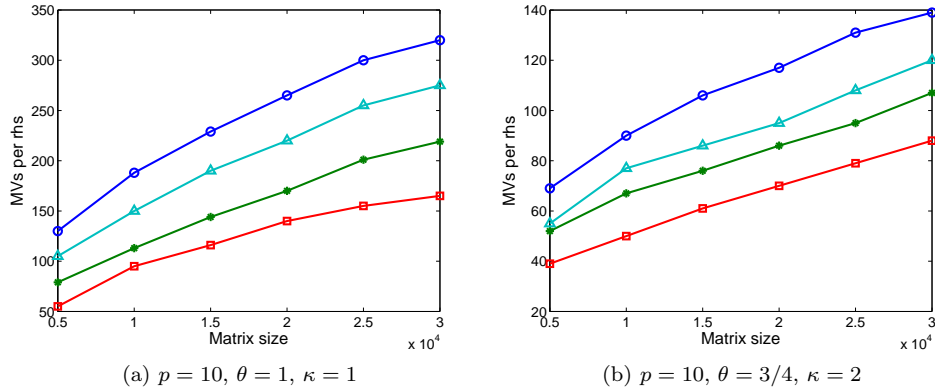 350
300
250
200
150
100
50
MVs per rhs
0.5 1 1.5 2 2.5 3
Matrix size
x 10^4
(a) p = 10, θ = 1, κ = 1
140
120
100
80
60
40
20
MVs per rhs
0.5 1 1.5 2 2.5 3
Matrix size
x 10^4
(b) p = 10, θ = 3/4, κ = 2